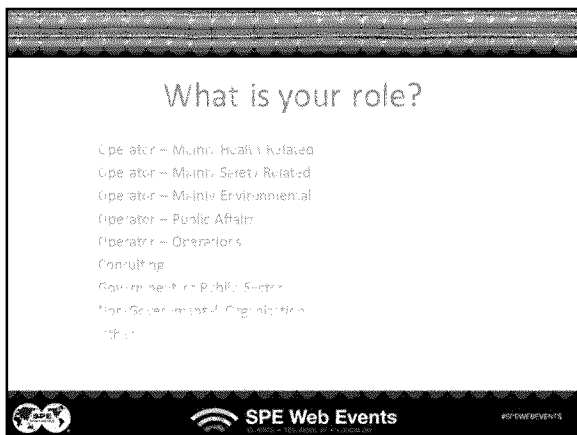 What is your role?
Operator – Mainly Health Related
Operator – Mainly Safety Related
Operator – Mainly Environmental
Operator – Public Affairs
Operator – Operations
Consulting
Government or Public Sector
Non-Governmental Organization
Other
SPE
SPE Web Events
#SPEWEBEVENTS